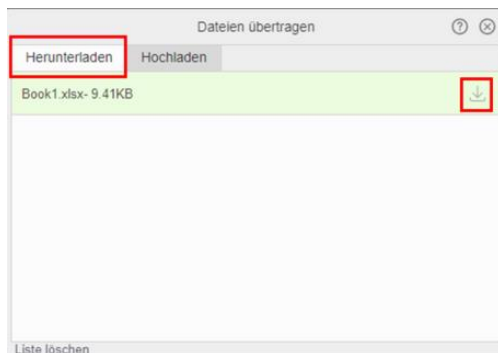 Dateien übertragen
Herunterladen Hochladen
Book1.xlsx- 9.41KB
Liste löschen